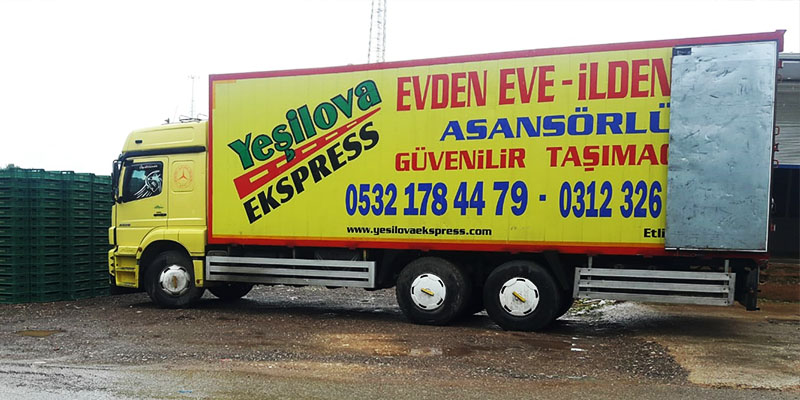 Yeşilova
EKSPRESS
EVDEN EVE - İLDEN
ASANSÖRLÜ
GÜVENİLİR TAŞIMAC
0532 178 44 79 - 0312 326
www.yesilovaekspress.com
Etli